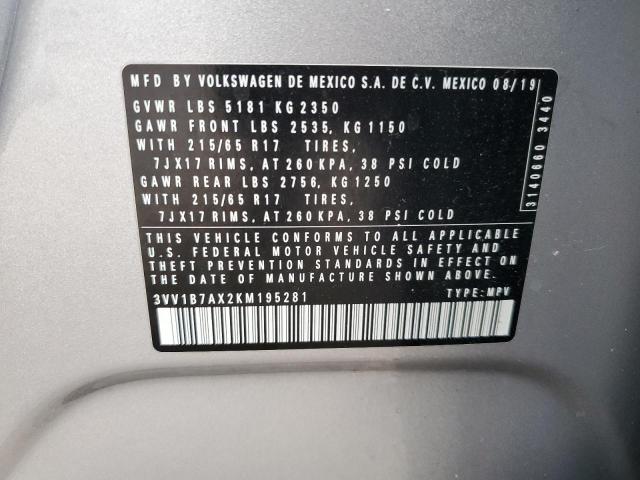 MFD BY VOLKSWAGEN DE MEXICO S.A. DE C.V. MEXICO 08/19
GVWR LBS 5181 KG 2350
GAWR FRONT LBS 2535, KG 1150
WITH 215/65 R17 TIRES,
7JX17 RIMS, AT 260 KPA, 38 PSI COLD
GAWR REAR LBS 2756, KG 1250
WITH 215/65 R17 TIRES,
7JX17 RIMS, AT 260 KPA, 38 PSI COLD
THIS VEHICLE CONFORMS TO ALL APPLICABLE
U.S. FEDERAL MOTOR VEHICLE SAFETY AND
THEFT PREVENTION STANDARDS IN EFFECT ON
THE DATE OF MANUFACTURE SHOWN ABOVE
3VV1B7AX2KM195281 TYPE: MPV
3140660 3440